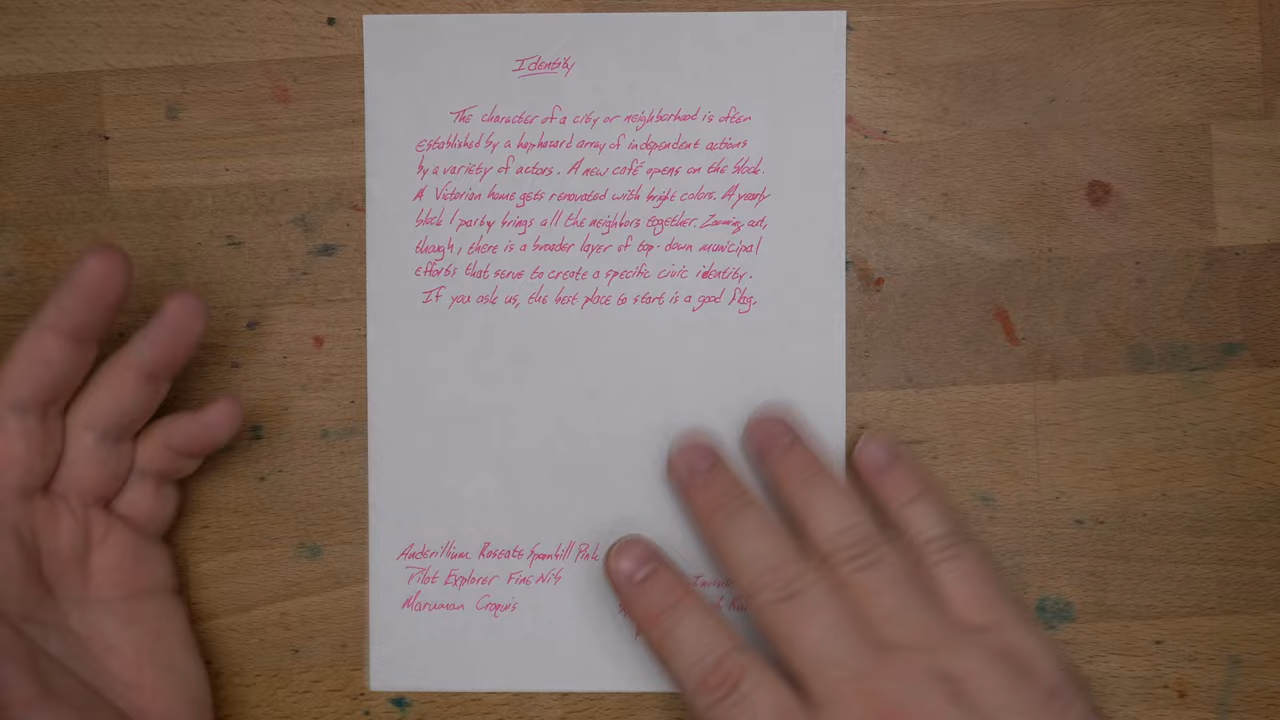 Identity
The character of a city or neighborhood is often
established by a haphazard array of independent actions
by a variety of actors. A new café opens on the block.
A Victorian home gets renovated with bright colors. A yearly
block party brings all the neighbors together. Zooming out,
though, there is a broader layer of top-down municipal
efforts that serve to create a specific civic identity.
If you ask us, the best place to start is a good flag.
Anderillium Roseate Spoonbill Pink
Pilot Explorer Fine Nib
Maruman Croquis